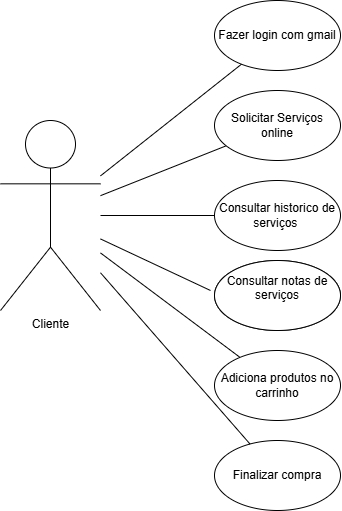 Fazer login com gmail
Solicitar Serviços
online
Consultar historico de
serviços
Consultar notas de
serviços
Cliente
Adiciona produtos no
carrinho
Finalizar compra